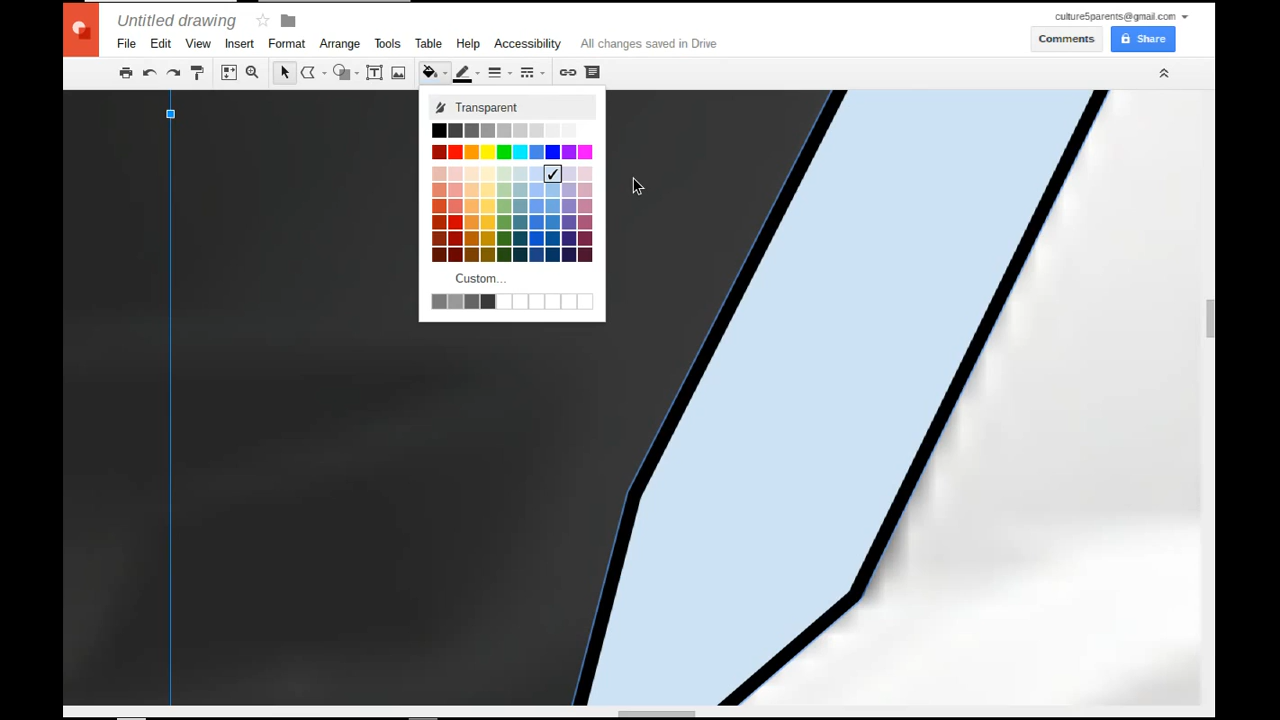 Untitled drawing
culture5parents@gmail.com
File Edit View Insert Format Arrange Tools Table Help Accessibility All changes saved in Drive
Comments Share
Transparent
Custom...